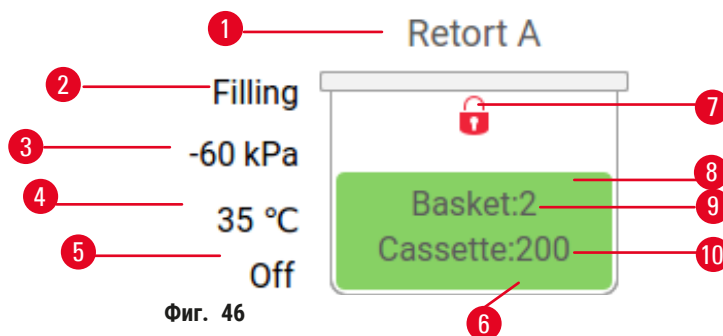 1 Retort A
2 Filling
7
3 -60 kPa
8
4 35 °C
Basket:2 9
5 Off
Cassette:200 10
Фиг. 46
6